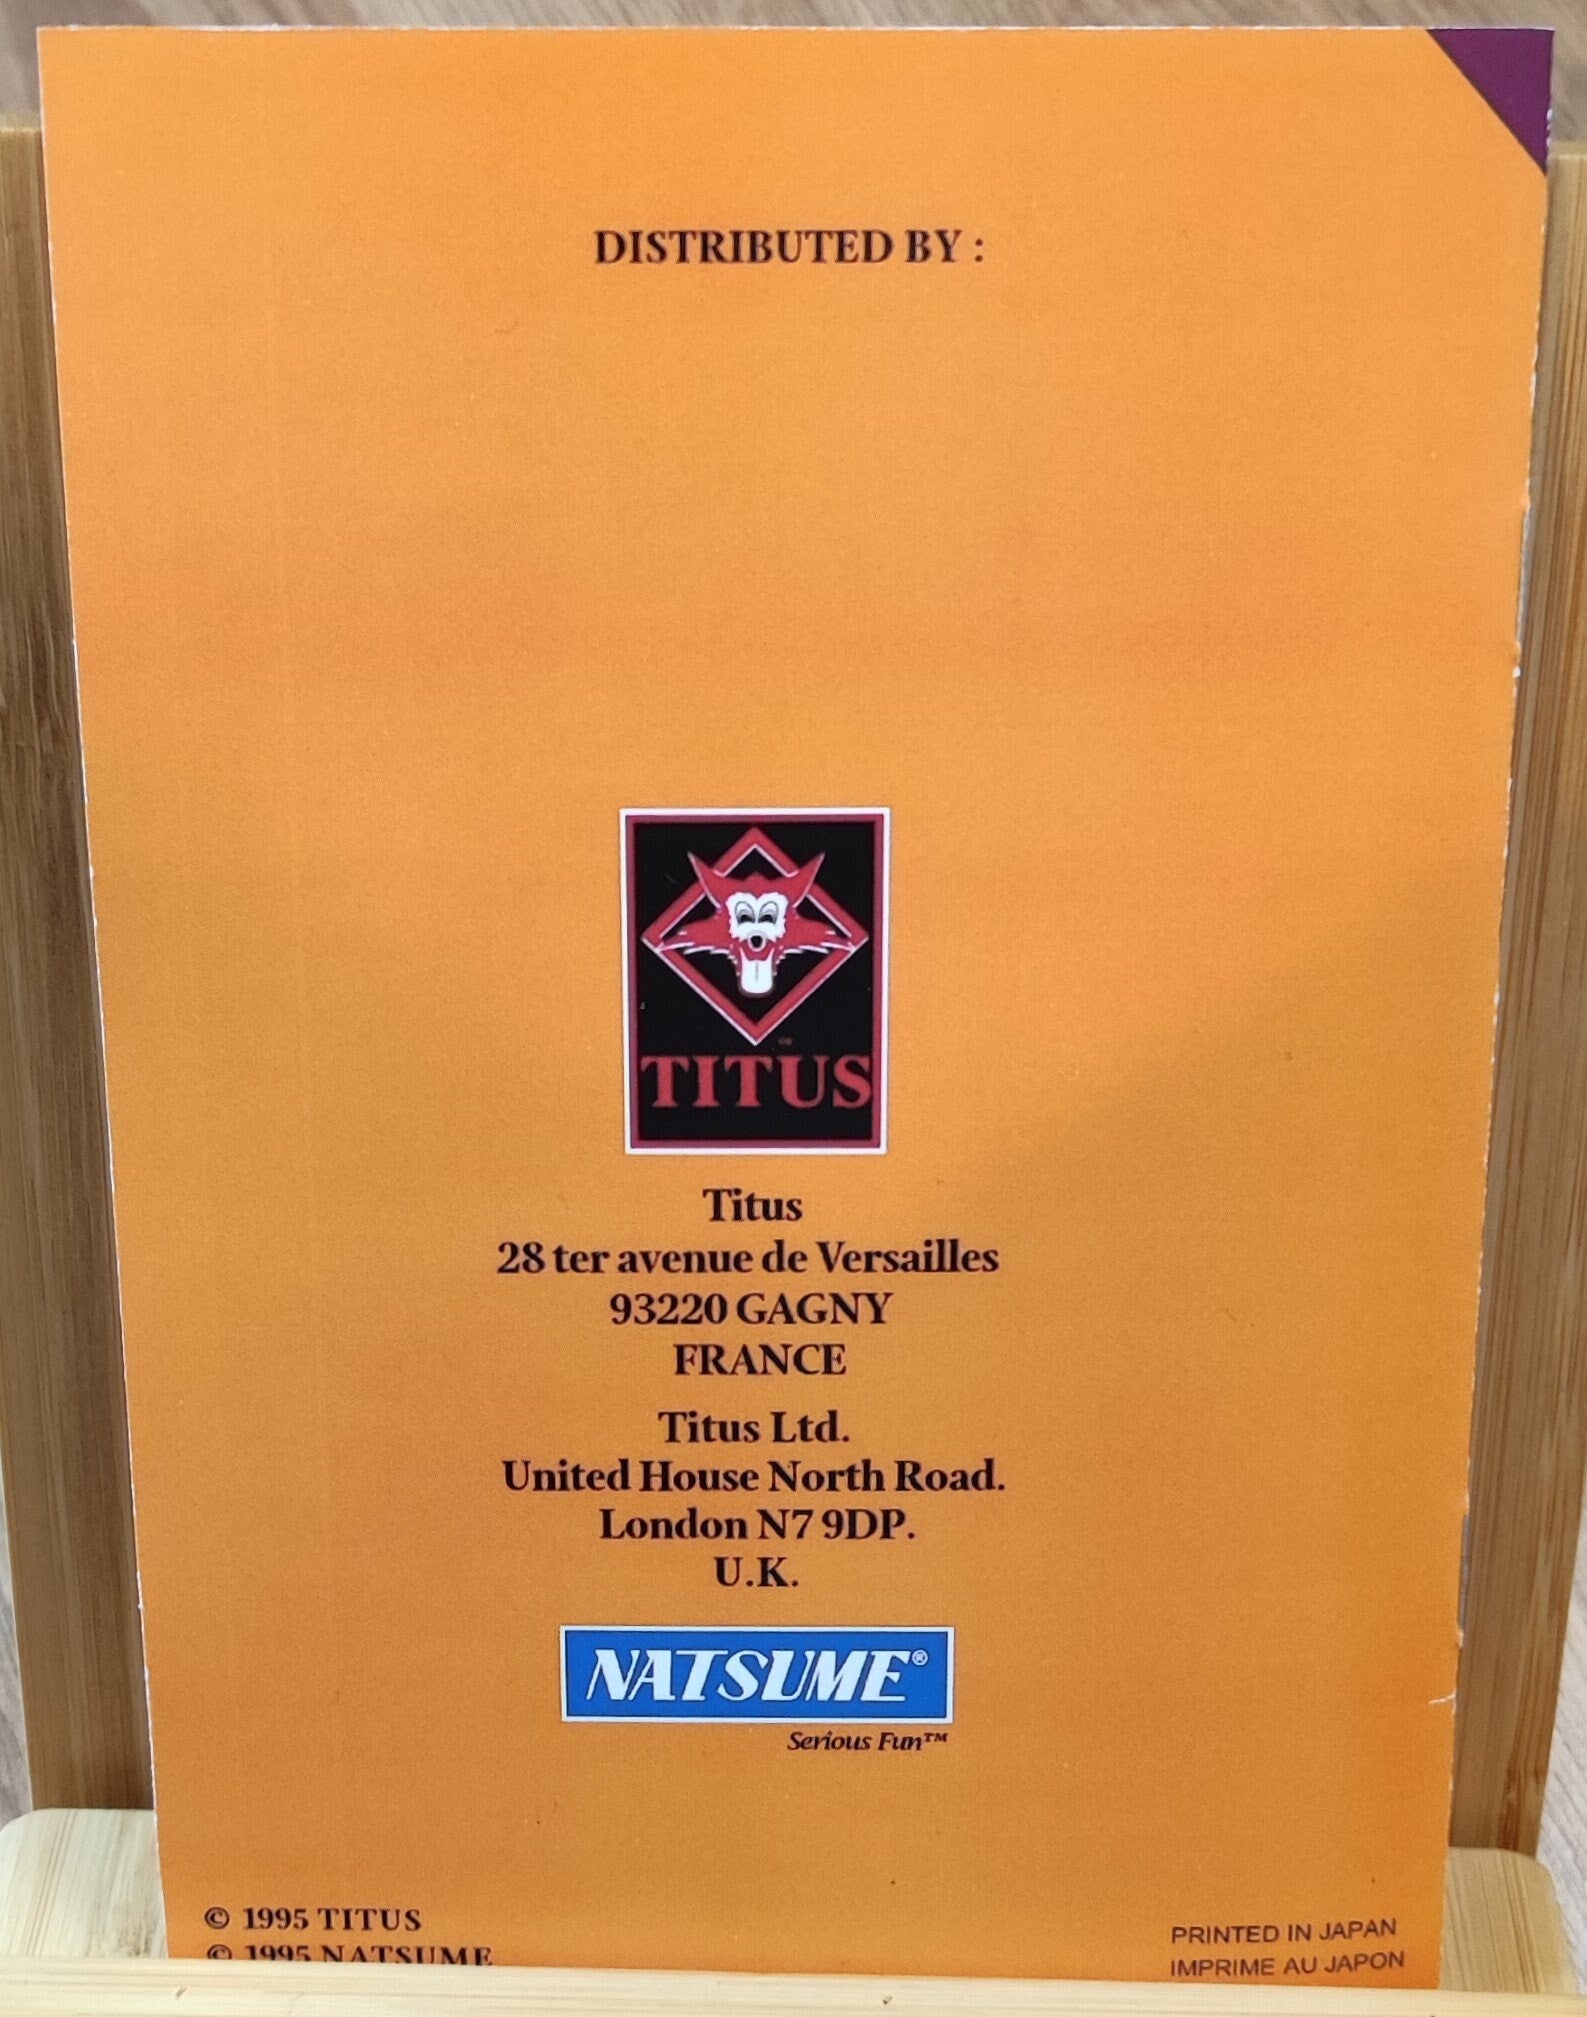 DISTRIBUTED BY :
TITUS
Titus
28 ter avenue de Versailles
93220 GAGNY
FRANCE
Titus Ltd.
United House North Road.
London N7 9DP.
U.K.
NATSUME®
Serious Fun™
© 1995 TITUS
© 1995 NATSUME
PRINTED IN JAPAN
IMPRIME AU JAPON